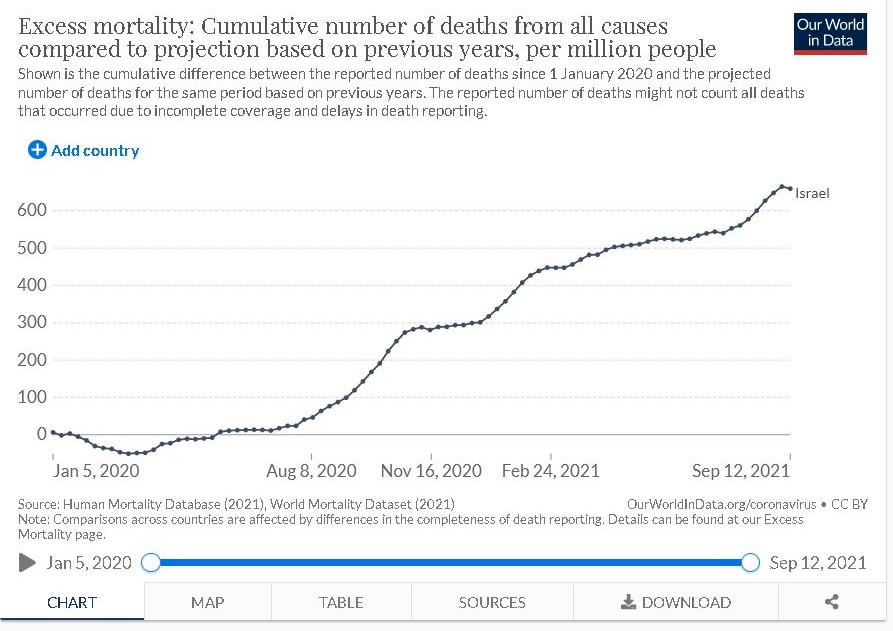 Excess mortality: Cumulative number of deaths from all causes
compared to projection based on previous years, per million people
Our World
in Data
Shown is the cumulative difference between the reported number of deaths since 1 January 2020 and the projected
number of deaths for the same period based on previous years. The reported number of deaths might not count all deaths
that occurred due to incomplete coverage and delays in death reporting.
Add country
Israel
600
500
400
300
200
100
0
Jan 5, 2020 Aug 8, 2020 Nov 16, 2020 Feb 24, 2021 Sep 12, 2021
Source: Human Mortality Database (2021), World Mortality Dataset (2021) OurWorldInData.org/coronavirus • CC BY
Note: Comparisons across countries are affected by differences in the completeness of death reporting. Details can be found at our Excess
Mortality page.
Jan 5, 2020 Sep 12, 2021
CHART MAP TABLE SOURCES DOWNLOAD